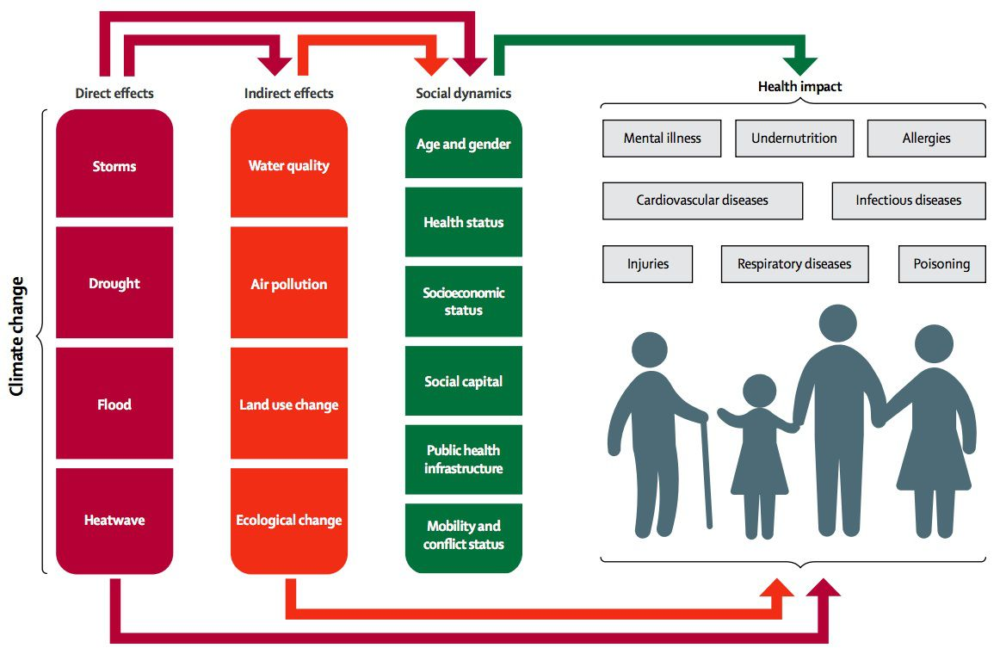 Direct effects
Indirect effects
Social dynamics
Health impact
Climate change
Storms
Drought
Flood
Heatwave
Water quality
Air pollution
Land use change
Ecological change
Age and gender
Health status
Socioeconomic
status
Social capital
Public health
infrastructure
Mobility and
conflict status
Mental illness
Undernutrition
Allergies
Cardiovascular diseases
Infectious diseases
Injuries
Respiratory diseases
Poisoning